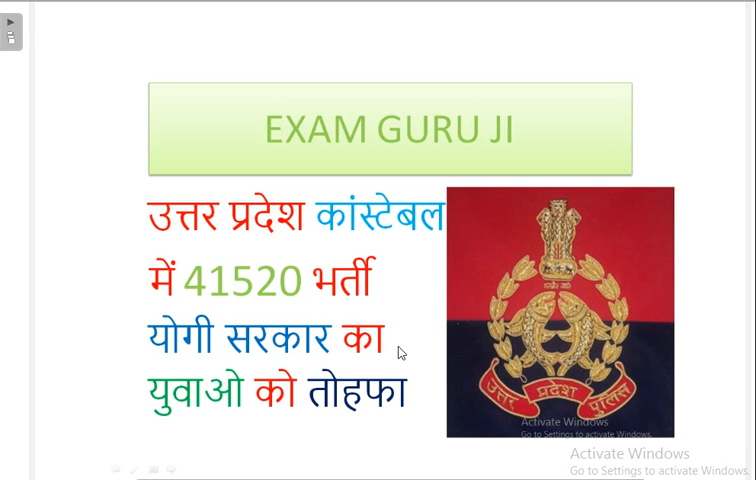 EXAM GURU JI
उत्तर प्रदेश कांस्टेबल
में 41520 भर्ती
योगी सरकार का
युवाओ को तोहफा
उत्तर प्रदेश पुलिस
Activate Windows
Go to Settings to activate Windows.
Activate Windows
Go to Settings to activate Windows.